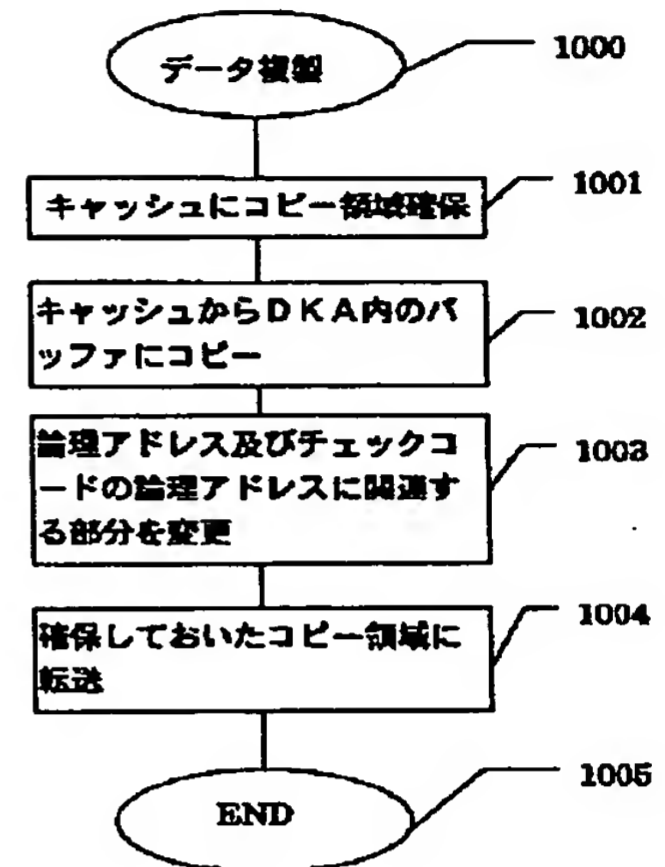 データ複製
1000
キャッシュにコピー領域確保
1001
キャッシュからDKA内のバ
ッファにコピー
1002
論理アドレス及びチェックコ
ードの論理アドレスに関連す
る部分を変更
1003
確保しておいたコピー領域に
転送
1004
END
1005